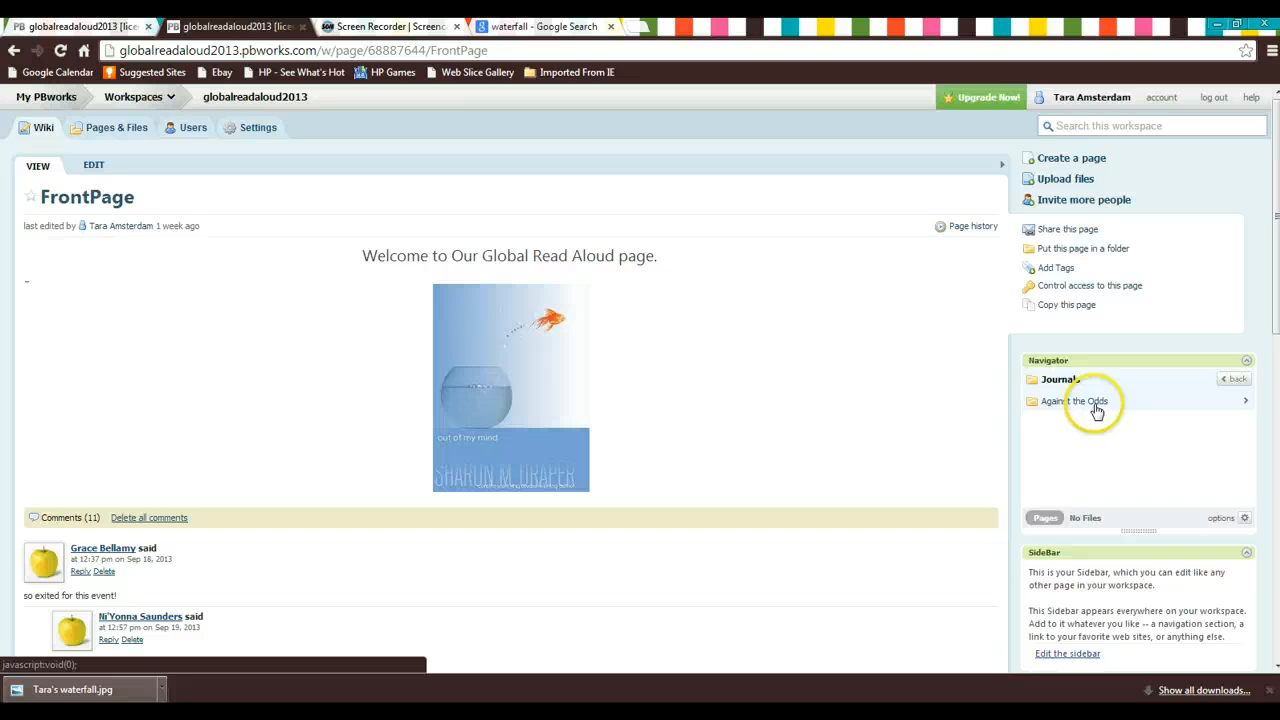 globalreadaloud2013 [lice
globalreadaloud2013 [lice
Screen Recorder | Screenc
waterfall - Google Search
globalreadaloud2013.pbworks.com/w/page/68887644/FrontPage
Google Calendar Suggested Sites Ebay HP - See What's Hot HP Games Web Slice Gallery Imported From IE
My PBworks Workspaces globalreadaloud2013 Upgrade Now! Tara Amsterdam account log out help
Wiki Pages & Files Users Settings Search this workspace
VIEW EDIT
FrontPage
last edited by Tara Amsterdam 1 week ago Page history
Welcome to Our Global Read Aloud page.
out of my mind
SHARON M. DRAPER
Comments (11) Delete all comments
Grace Bellamy said
at 12:37 pm on Sep 18, 2013
Reply Delete
so exited for this event!
Ni'Yonna Saunders said
at 12:57 pm on Sep 19, 2013
Reply Delete
Create a page
Upload files
Invite more people
Share this page
Put this page in a folder
Add Tags
Control access to this page
Copy this page
Navigator
Journals back
Against the Odds
Pages No Files options
SideBar
This is your Sidebar, which you can edit like any
other page in your workspace.
This Sidebar appears everywhere on your workspace.
Add to it whatever you like -- a navigation section, a
link to your favorite web sites, or anything else.
Edit the sidebar
javascript:void(0);
Tara's waterfall.jpg
Show all downloads...